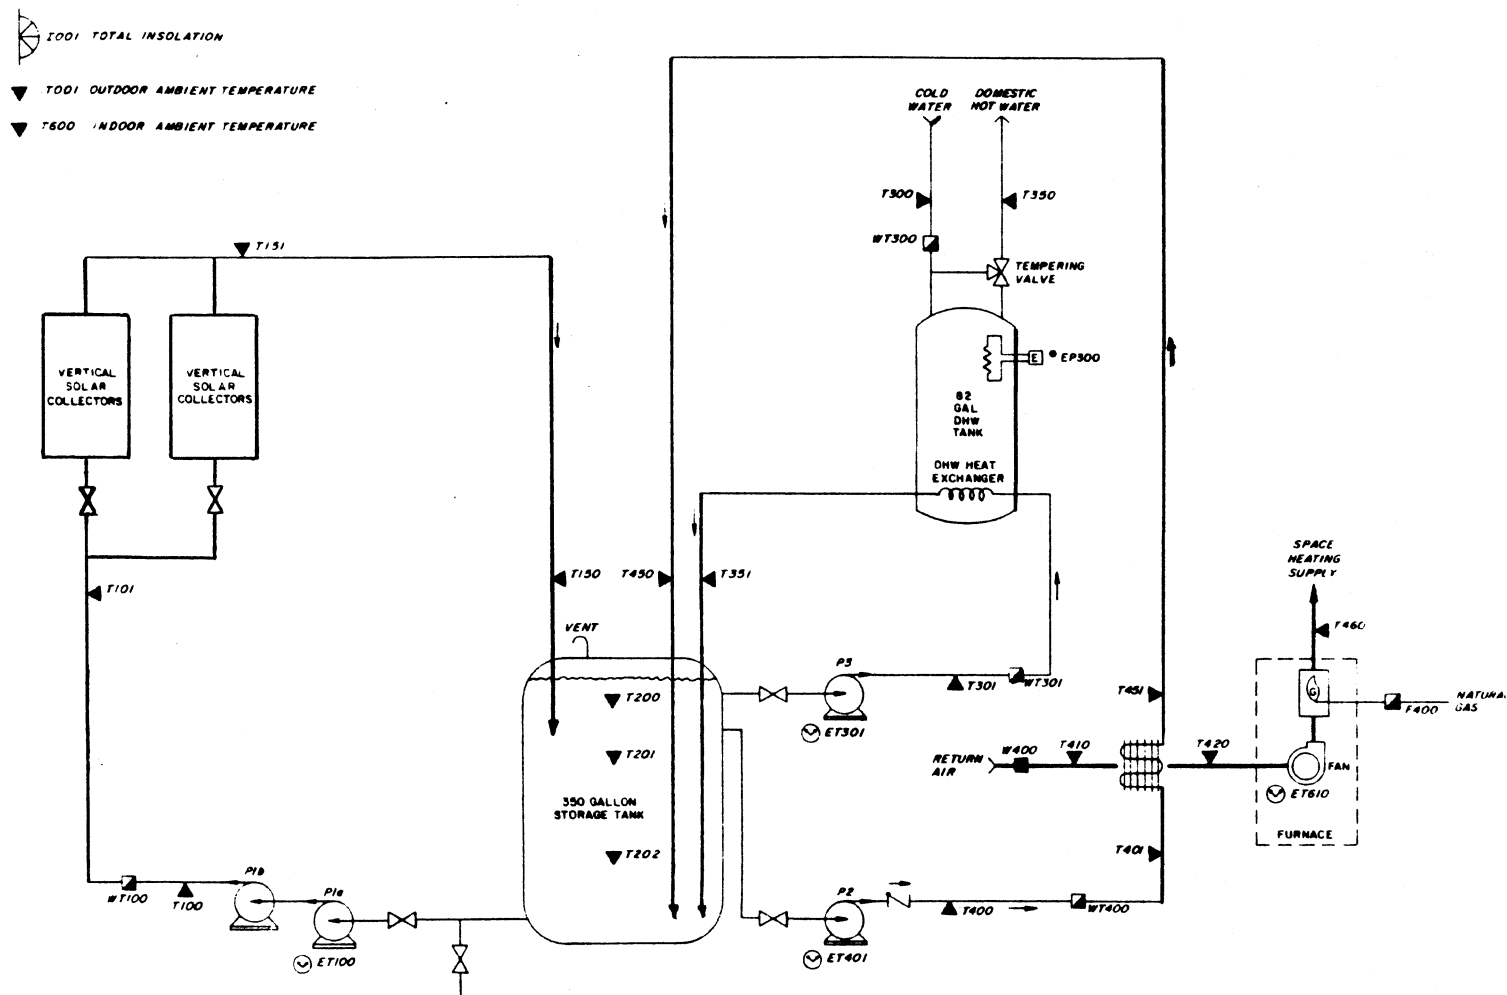 I001 TOTAL INSOLATION
T001 OUTDOOR AMBIENT TEMPERATURE
T600 INDOOR AMBIENT TEMPERATURE
COLD WATER
DOMESTIC HOT WATER
T300
T350
WT300
TEMPERING VALVE
T151
E
EP300
VERTICAL SOLAR COLLECTORS
VERTICAL SOLAR COLLECTORS
82 GAL DHW TANK
DHW HEAT EXCHANGER
T101
T150
T450
T351
SPACE HEATING SUPPLY
VENT
T460
P3
T301
WT301
ET301
T200
T201
350 GALLON STORAGE TANK
T202
T451
G
F400
NATURAL GAS
RETURN AIR
W400
T410
T420
FAN
ET610
FURNACE
T401
WT100
T100
P1b
P1a
ET100
P2
T400
WT400
ET401